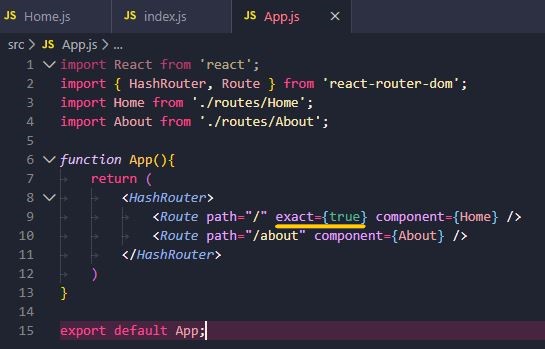 JS Home.js JS index.js JS App.js ×
src > JS App.js > ...
1 import React from 'react';
2 import { HashRouter, Route } from 'react-router-dom';
3 import Home from './routes/Home';
4 import About from './routes/About';
5
6 function App(){
7 return (
8 <HashRouter>
9 <Route path="/" exact={true} component={Home} />
10 <Route path="/about" component={About} />
11 </HashRouter>
12 )
13 }
14
15 export default App;